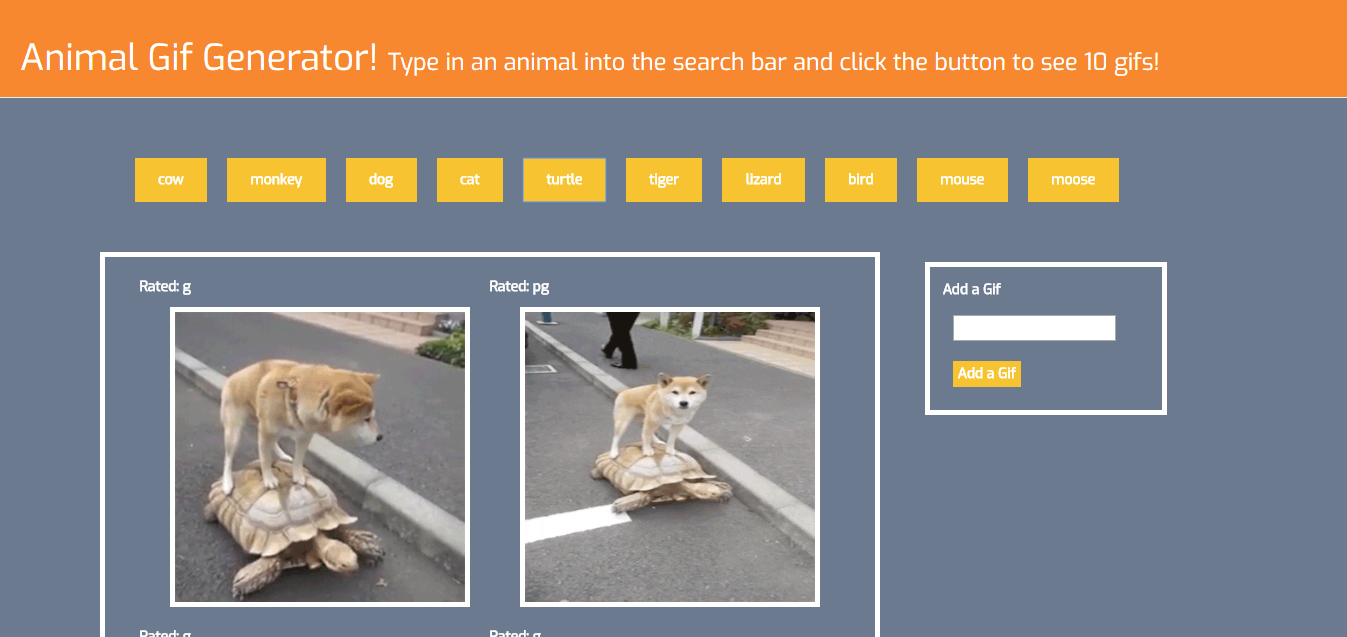 Animal Gif Generator! Type in an animal into the search bar and click the button to see 10 gifs!
cow monkey dog cat turtle tiger lizard bird mouse moose
Rated: g
Rated: pg
Add a Gif
Add a Gif
Rated: g
Rated: g